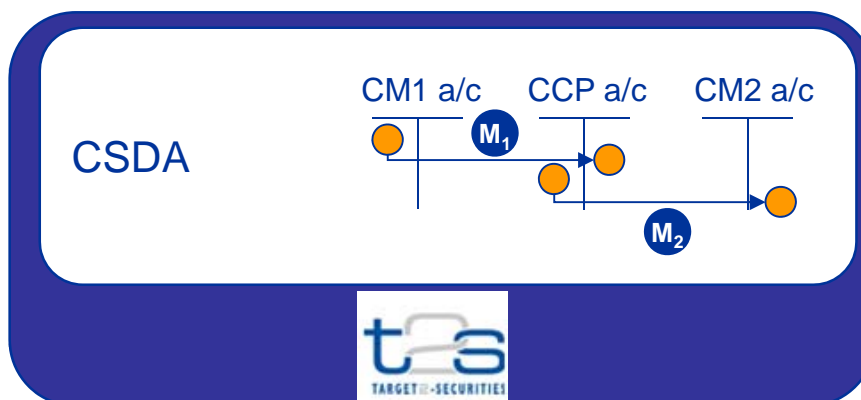 CM1 a/c CCP a/c CM2 a/c
CSDA
M₁
M₂
t2s
TARGET2-SECURITIES